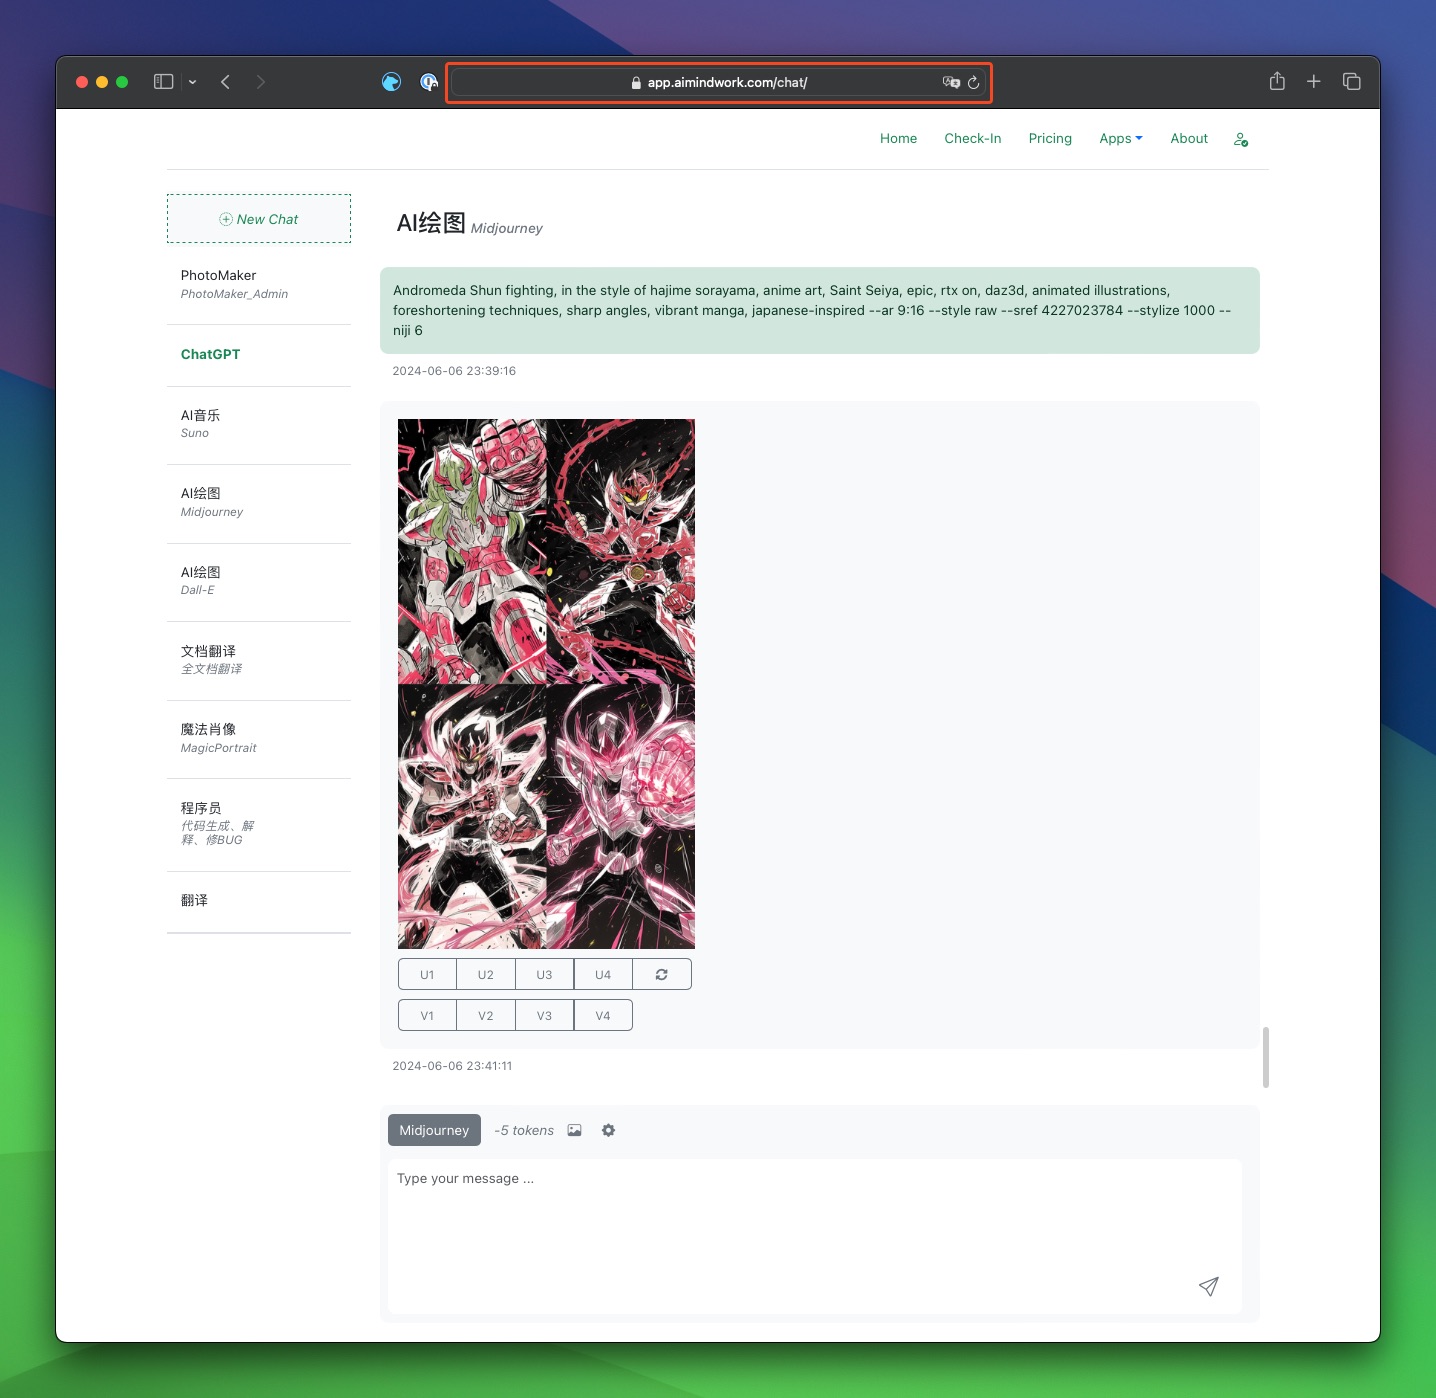 app.aimindwork.com/chat/
Home Check-In Pricing Apps About
New Chat
PhotoMaker
PhotoMaker_Admin
ChatGPT
AI音乐
Suno
AI绘图
Midjourney
AI绘图
Dall-E
文档翻译
全文档翻译
魔法肖像
MagicPortrait
程序员
代码生成、解
释、修BUG
翻译
AI绘图 Midjourney
Andromeda Shun fighting, in the style of hajime sorayama, anime art, Saint Seiya, epic, rtx on, daz3d, animated illustrations,
foreshortening techniques, sharp angles, vibrant manga, japanese-inspired --ar 9:16 --style raw --sref 4227023784 --stylize 1000 --
niji 6
2024-06-06 23:39:16
U1 U2 U3 U4
V1 V2 V3 V4
2024-06-06 23:41:11
Midjourney -5 tokens
Type your message ...